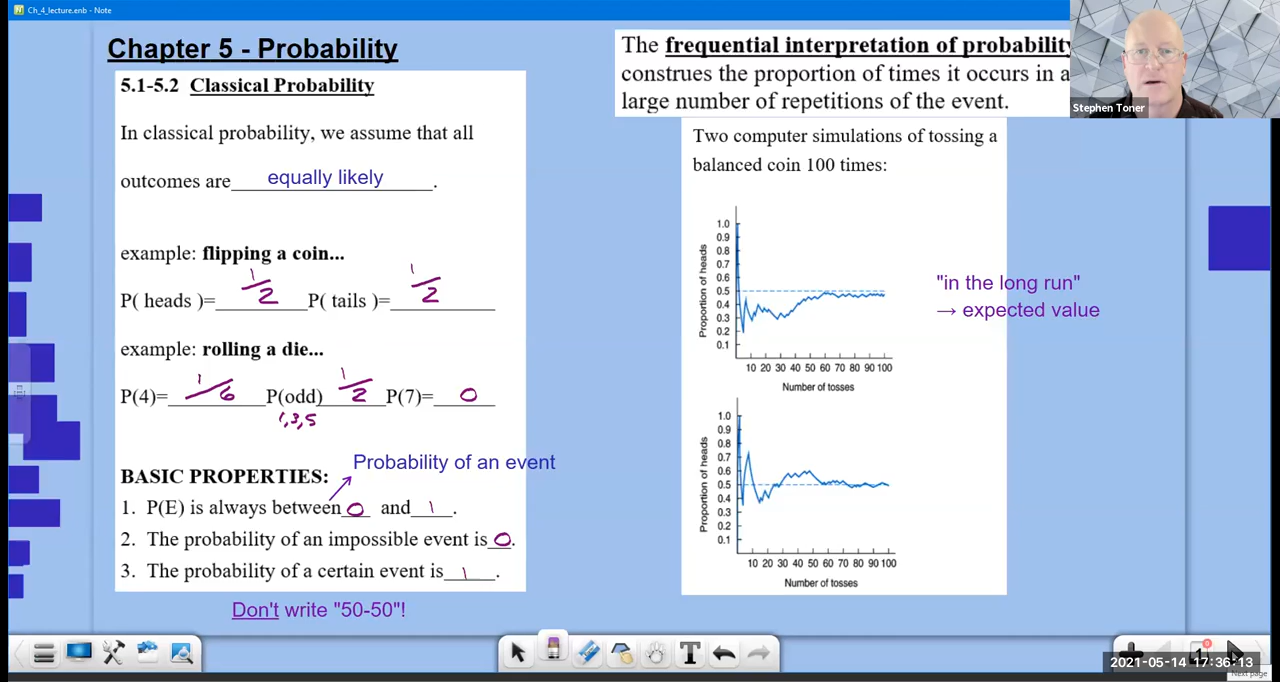 Ch_4_lecture.enb - Note
Chapter 5 - Probability
5.1-5.2 Classical Probability
In classical probability, we assume that all
outcomes are equally likely.
example: flipping a coin...
P( heads )= 1/2 P( tails )= 1/2
example: rolling a die...
P(4)= 1/6 P(odd) 1/2 P(7)= 0
1,3,5
Probability of an event
BASIC PROPERTIES:
1. P(E) is always between 0 and 1.
2. The probability of an impossible event is 0.
3. The probability of a certain event is 1.
Don't write "50-50"!
The frequential interpretation of probability
construes the proportion of times it occurs in a
large number of repetitions of the event.
Stephen Toner
Two computer simulations of tossing a
balanced coin 100 times:
Proportion of heads
1.0
0.9
0.8
0.7
0.6
0.5
0.4
0.3
0.2
0.1
10 20 30 40 50 60 70 80 90 100
Number of tosses
"in the long run"
→ expected value
Proportion of heads
1.0
0.9
0.8
0.7
0.6
0.5
0.4
0.3
0.2
0.1
10 20 30 40 50 60 70 80 90 100
Number of tosses
T
2021-05-14 17:36:13
Next page